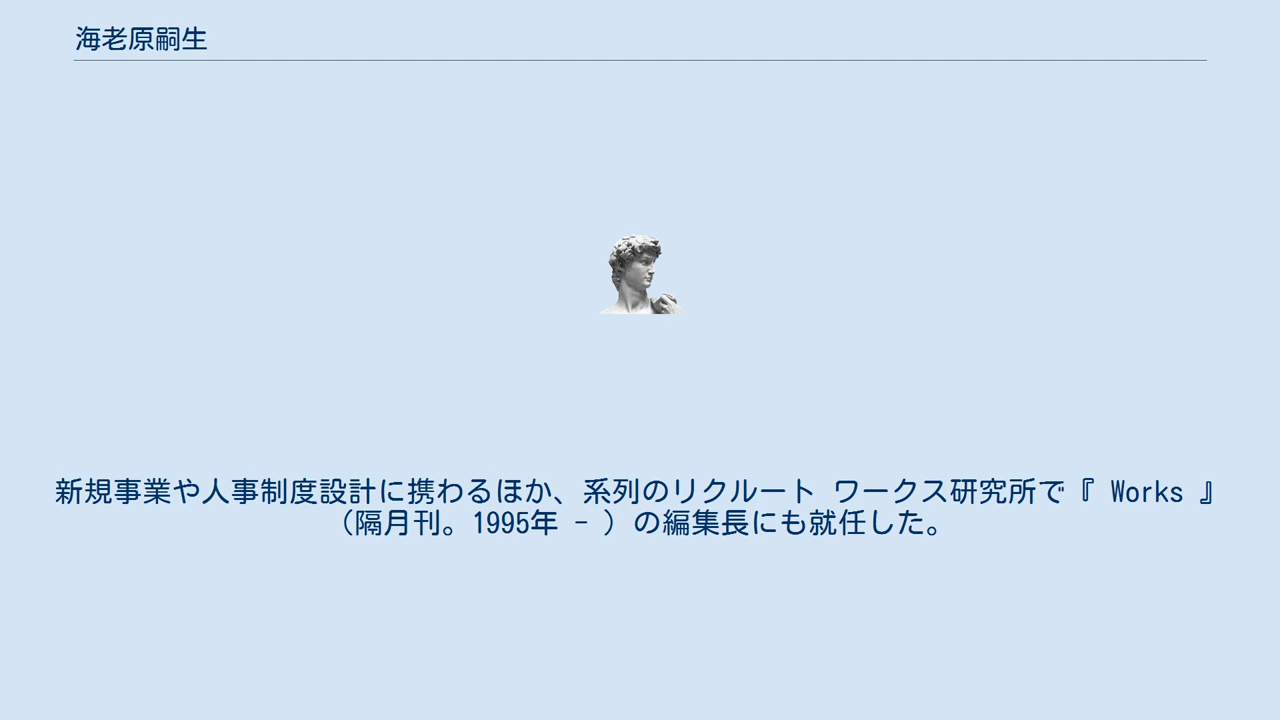 海老原嗣生
新規事業や人事制度設計に携わるほか、系列のリクルート ワークス研究所で『 Works 』
（隔月刊。1995年 - ）の編集長にも就任した。